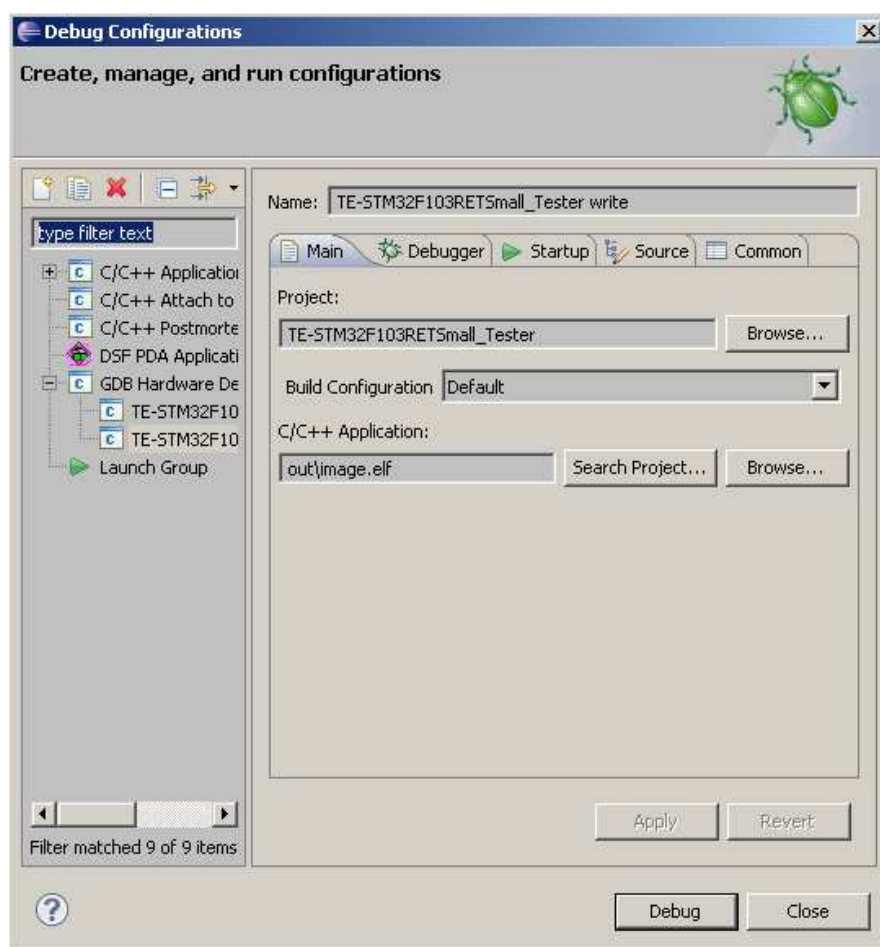 Debug Configurations
Create, manage, and run configurations
type filter text
C/C++ Application
C/C++ Attach to
C/C++ Postmorte
DSF PDA Applicati
GDB Hardware De
TE-STM32F10
TE-STM32F10
Launch Group
Filter matched 9 of 9 items
Name: TE-STM32F103RETSmall_Tester write
Main Debugger Startup Source Common
Project:
TE-STM32F103RETSmall_Tester Browse...
Build Configuration Default
C/C++ Application:
out\image.elf Search Project... Browse...
Apply Revert
Debug Close